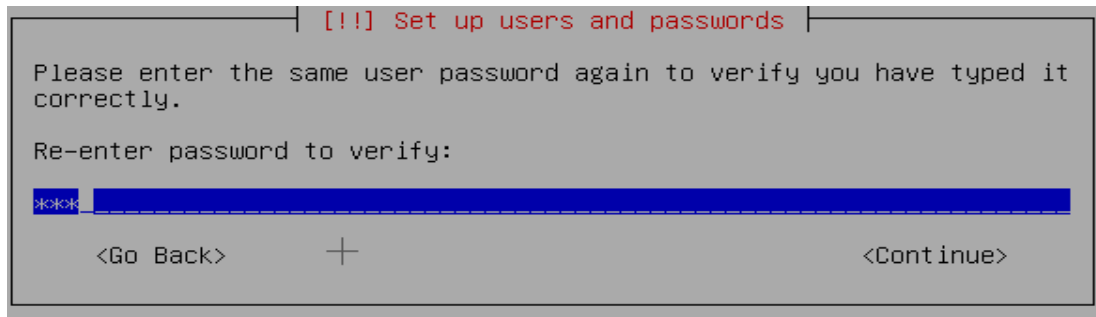 [!!] Set up users and passwords
Please enter the same user password again to verify you have typed it
correctly.
Re-enter password to verify:
***
<Go Back>
<Continue>